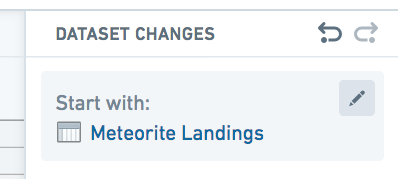 DATASET CHANGES
Start with:
Meteorite Landings